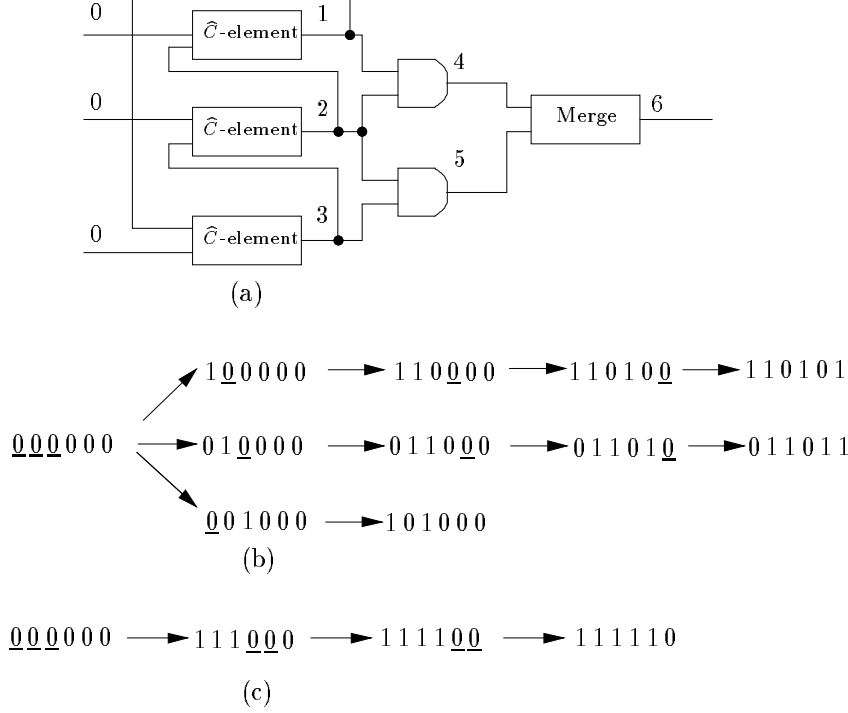 0
1
Ĉ-element
4
0
2
Ĉ-element
Merge
6
5
0
3
Ĉ-element
(a)
1 0 0 0 0 0 1 1 0 0 0 0 1 1 0 1 0 0 1 1 0 1 0 1
0 0 0 0 0 0 0 1 0 0 0 0 0 1 1 0 0 0 0 1 1 0 1 0 0 1 1 0 1 1
0 0 1 0 0 0 1 0 1 0 0 0
(b)
0 0 0 0 0 0 1 1 1 0 0 0 1 1 1 1 0 0 1 1 1 1 1 0
(c)